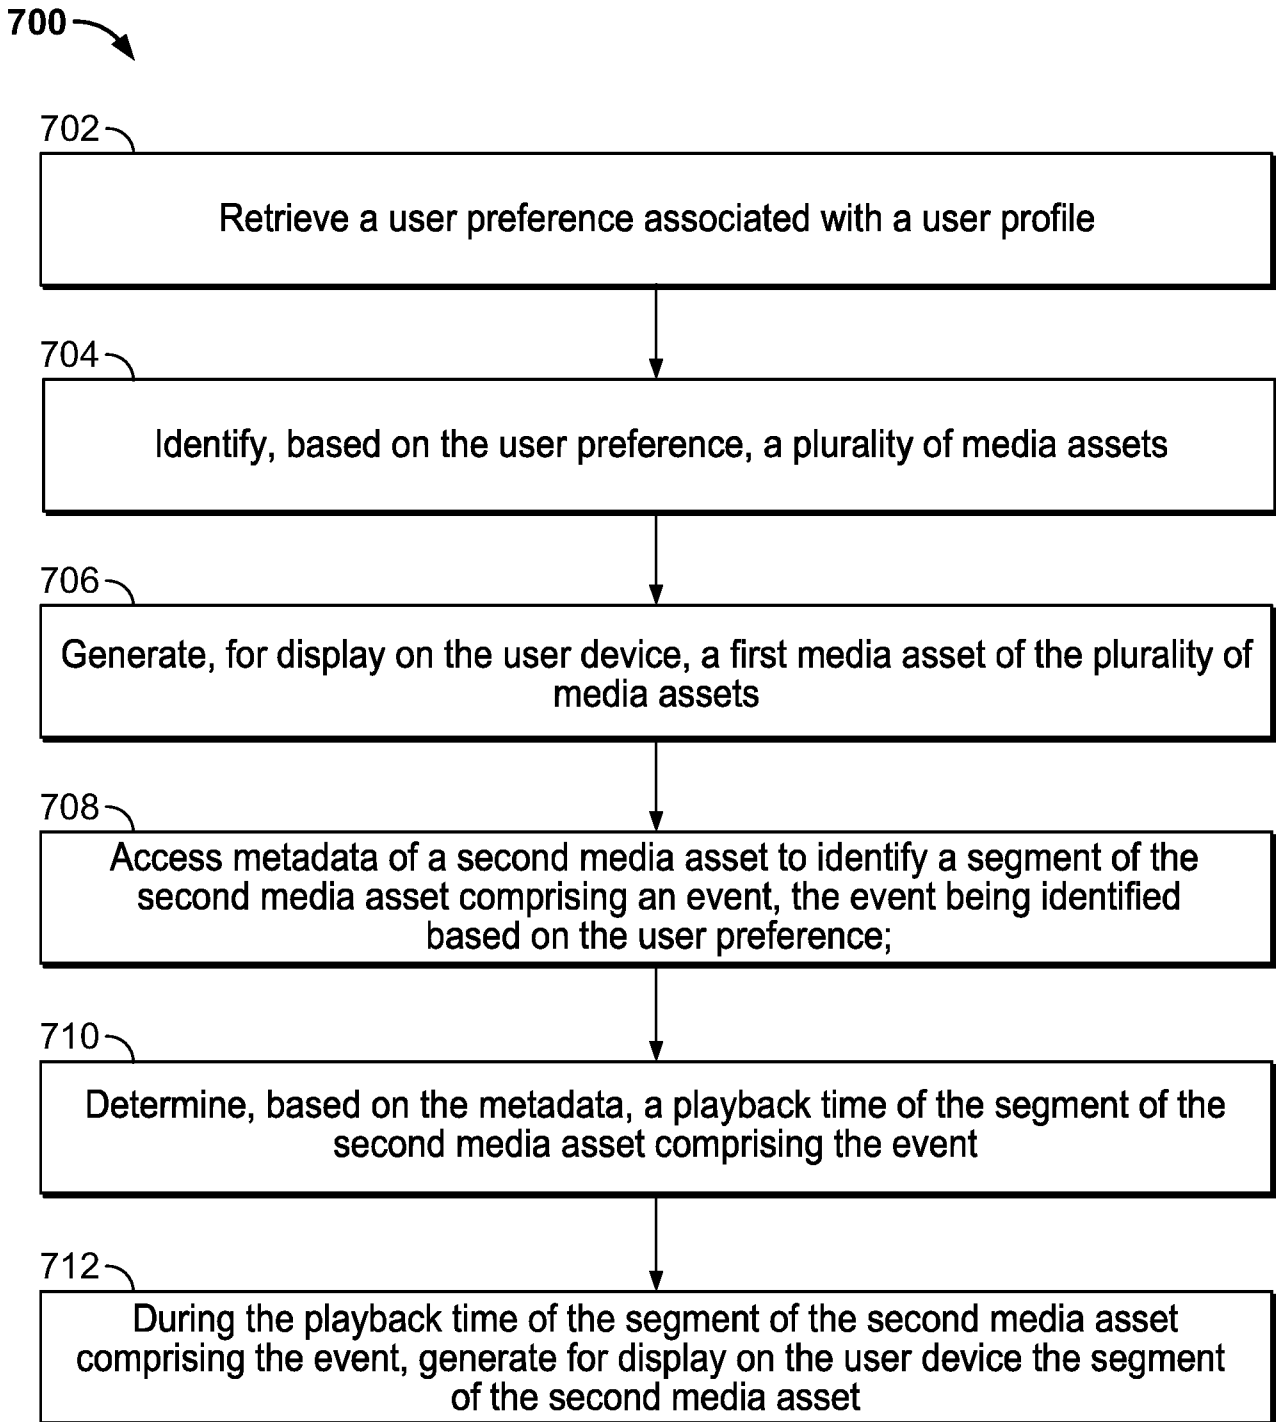 700
702
Retrieve a user preference associated with a user profile
704
Identify, based on the user preference, a plurality of media assets
706
Generate, for display on the user device, a first media asset of the plurality of
media assets
708
Access metadata of a second media asset to identify a segment of the
second media asset comprising an event, the event being identified
based on the user preference;
710
Determine, based on the metadata, a playback time of the segment of the
second media asset comprising the event
712
During the playback time of the segment of the second media asset
comprising the event, generate for display on the user device the segment
of the second media asset